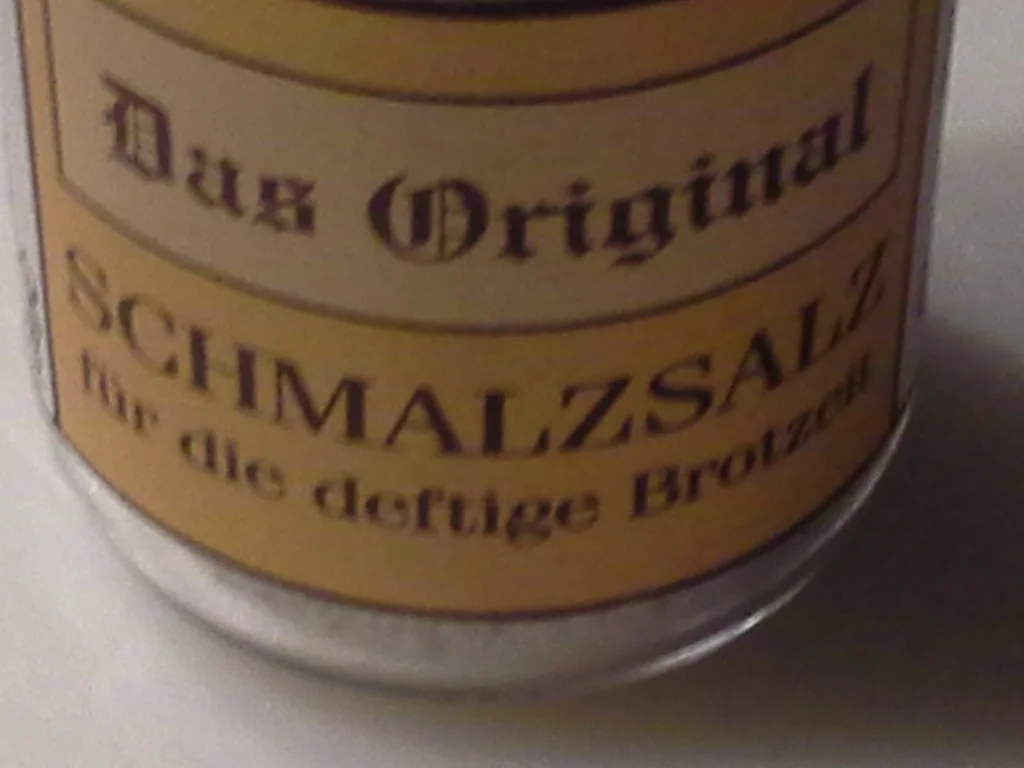 Das Original
SCHMALZSALZ
für die deftige Brotzeit